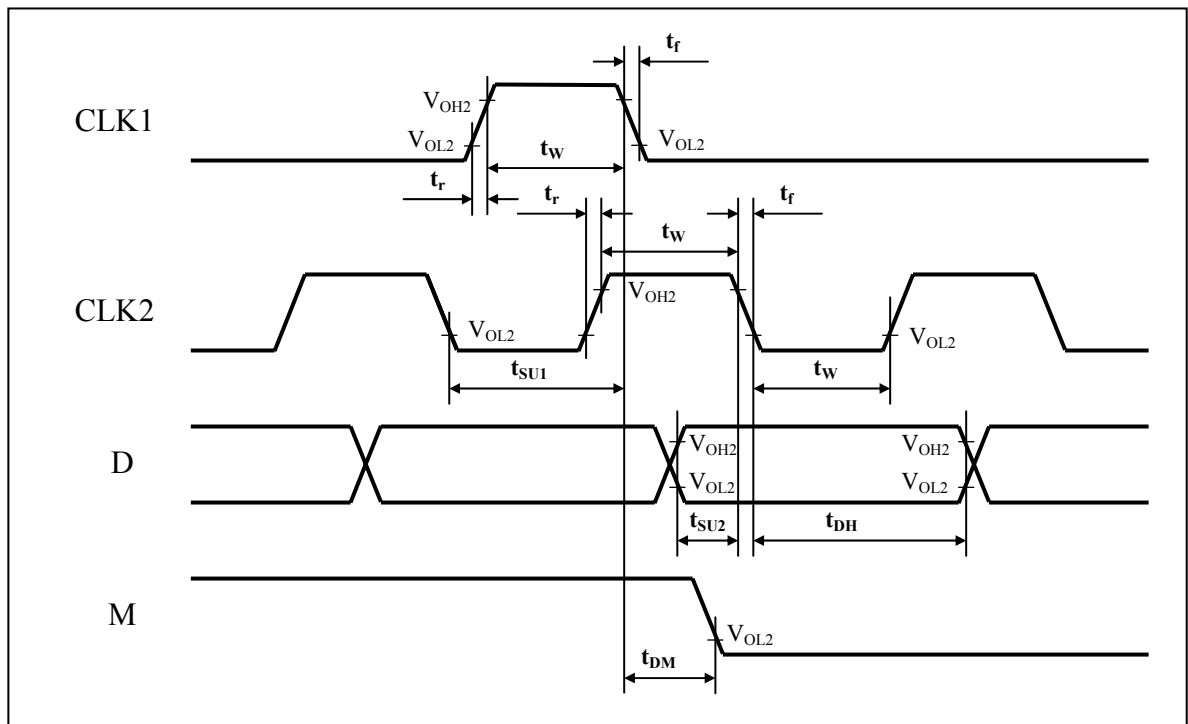 t_f
CLK1
V_OH2
V_OL2
t_W
V_OL2
t_r
t_r
t_W
t_f
CLK2
V_OH2
V_OL2
V_OL2
t_SU1
t_W
D
V_OH2
V_OH2
V_OL2
V_OL2
t_SU2
t_DH
M
V_OL2
t_DM